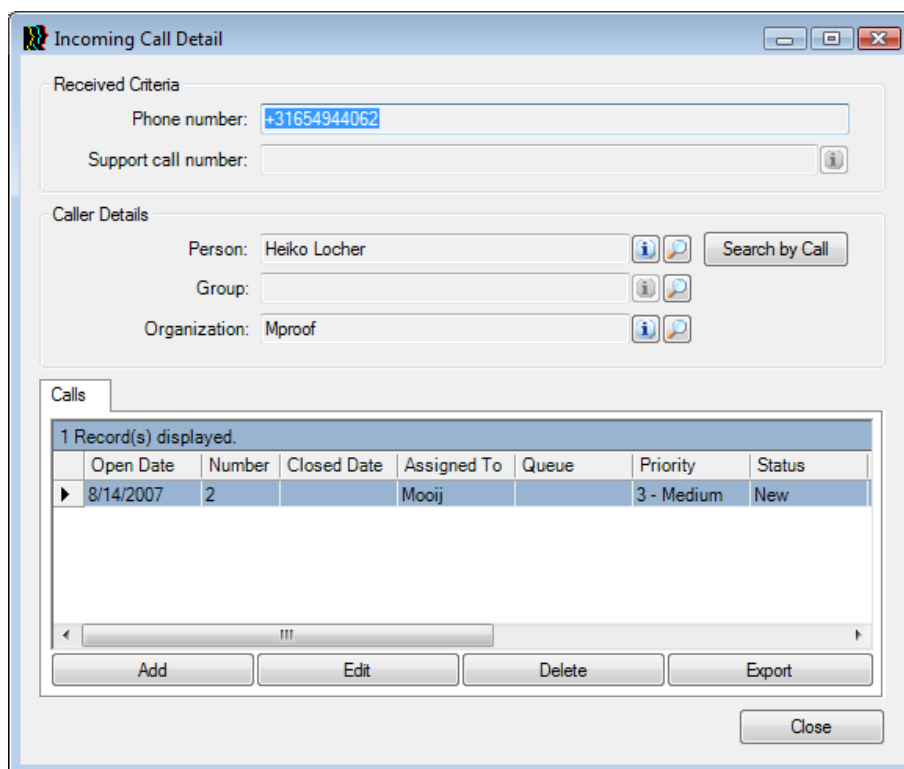 Incoming Call Detail
Received Criteria
Phone number: +31654944062
Support call number:
Caller Details
Person: Heiko Locher Search by Call
Group:
Organization: Mproof
Calls
1 Record(s) displayed.
Open Date Number Closed Date Assigned To Queue Priority Status
8/14/2007 2 Mooij 3 - Medium New
Add Edit Delete Export
Close